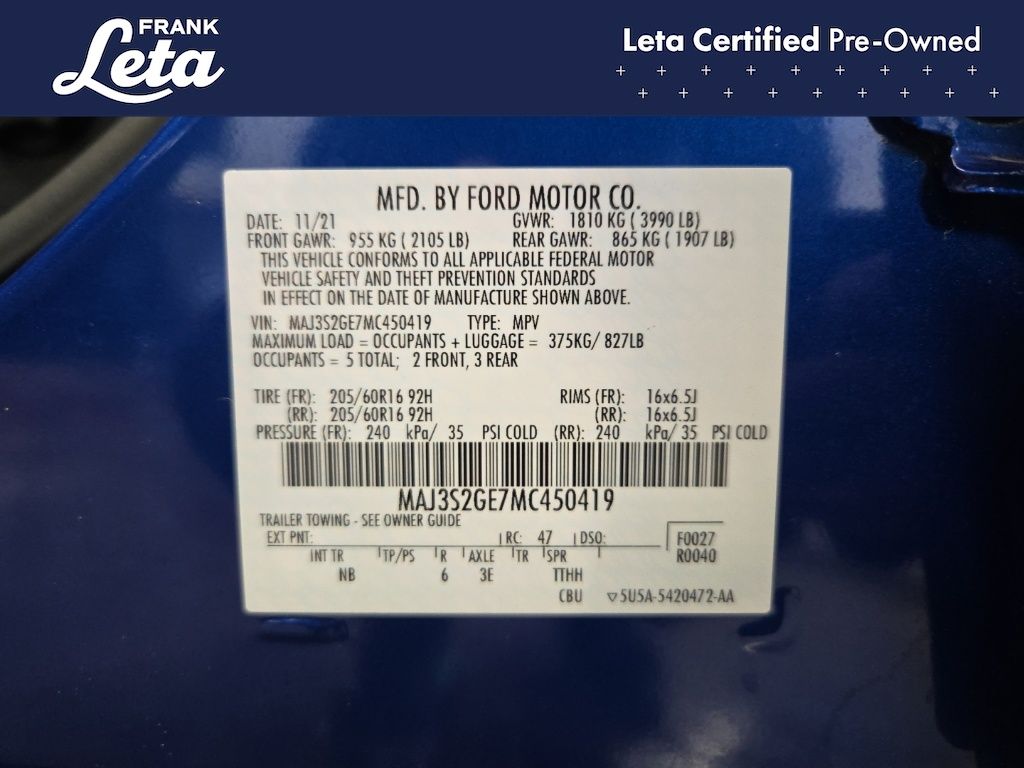 FRANK
Leta
Leta Certified Pre-Owned
MFD. BY FORD MOTOR CO.
DATE: 11/21 GVWR: 1810 KG ( 3990 LB)
FRONT GAWR: 955 KG ( 2105 LB) REAR GAWR: 865 KG ( 1907 LB)
THIS VEHICLE CONFORMS TO ALL APPLICABLE FEDERAL MOTOR
VEHICLE SAFETY AND THEFT PREVENTION STANDARDS
IN EFFECT ON THE DATE OF MANUFACTURE SHOWN ABOVE.
VIN: MAJ3S2GE7MC450419 TYPE: MPV
MAXIMUM LOAD = OCCUPANTS + LUGGAGE = 375KG/ 827LB
OCCUPANTS = 5 TOTAL; 2 FRONT, 3 REAR
TIRE (FR): 205/60R16 92H RIMS (FR): 16x6.5J
(RR): 205/60R16 92H (RR): 16x6.5J
PRESSURE (FR): 240 kPa/ 35 PSI COLD (RR): 240 kPa/ 35 PSI COLD
MAJ3S2GE7MC450419
TRAILER TOWING - SEE OWNER GUIDE
EXT PNT: RC: 47 DSO: F0027
INT TR TP/PS R AXLE TR SPR R0040
NB 6 3E TTHH
CBU ▽5U5A-5420472-AA